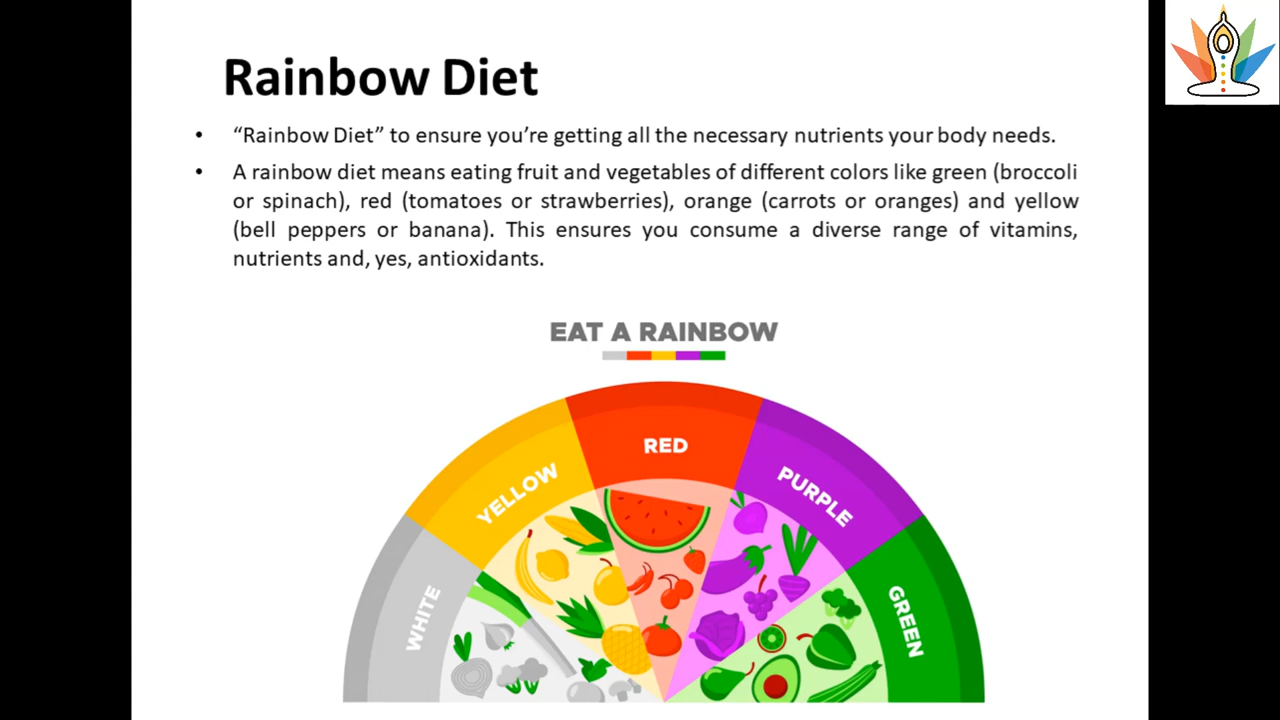 Rainbow Diet
• “Rainbow Diet” to ensure you’re getting all the necessary nutrients your body needs.
• A rainbow diet means eating fruit and vegetables of different colors like green (broccoli
or spinach), red (tomatoes or strawberries), orange (carrots or oranges) and yellow
(bell peppers or banana). This ensures you consume a diverse range of vitamins,
nutrients and, yes, antioxidants.
EAT A RAINBOW
WHITE
YELLOW
RED
PURPLE
GREEN